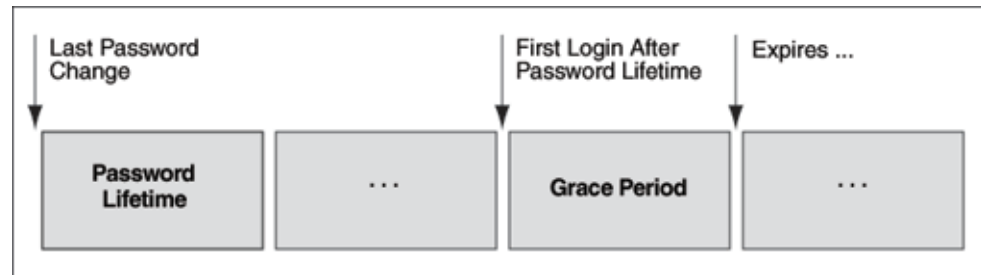 Last Password
Change
First Login After
Password Lifetime
Expires ...
Password
Lifetime
...
Grace Period
...